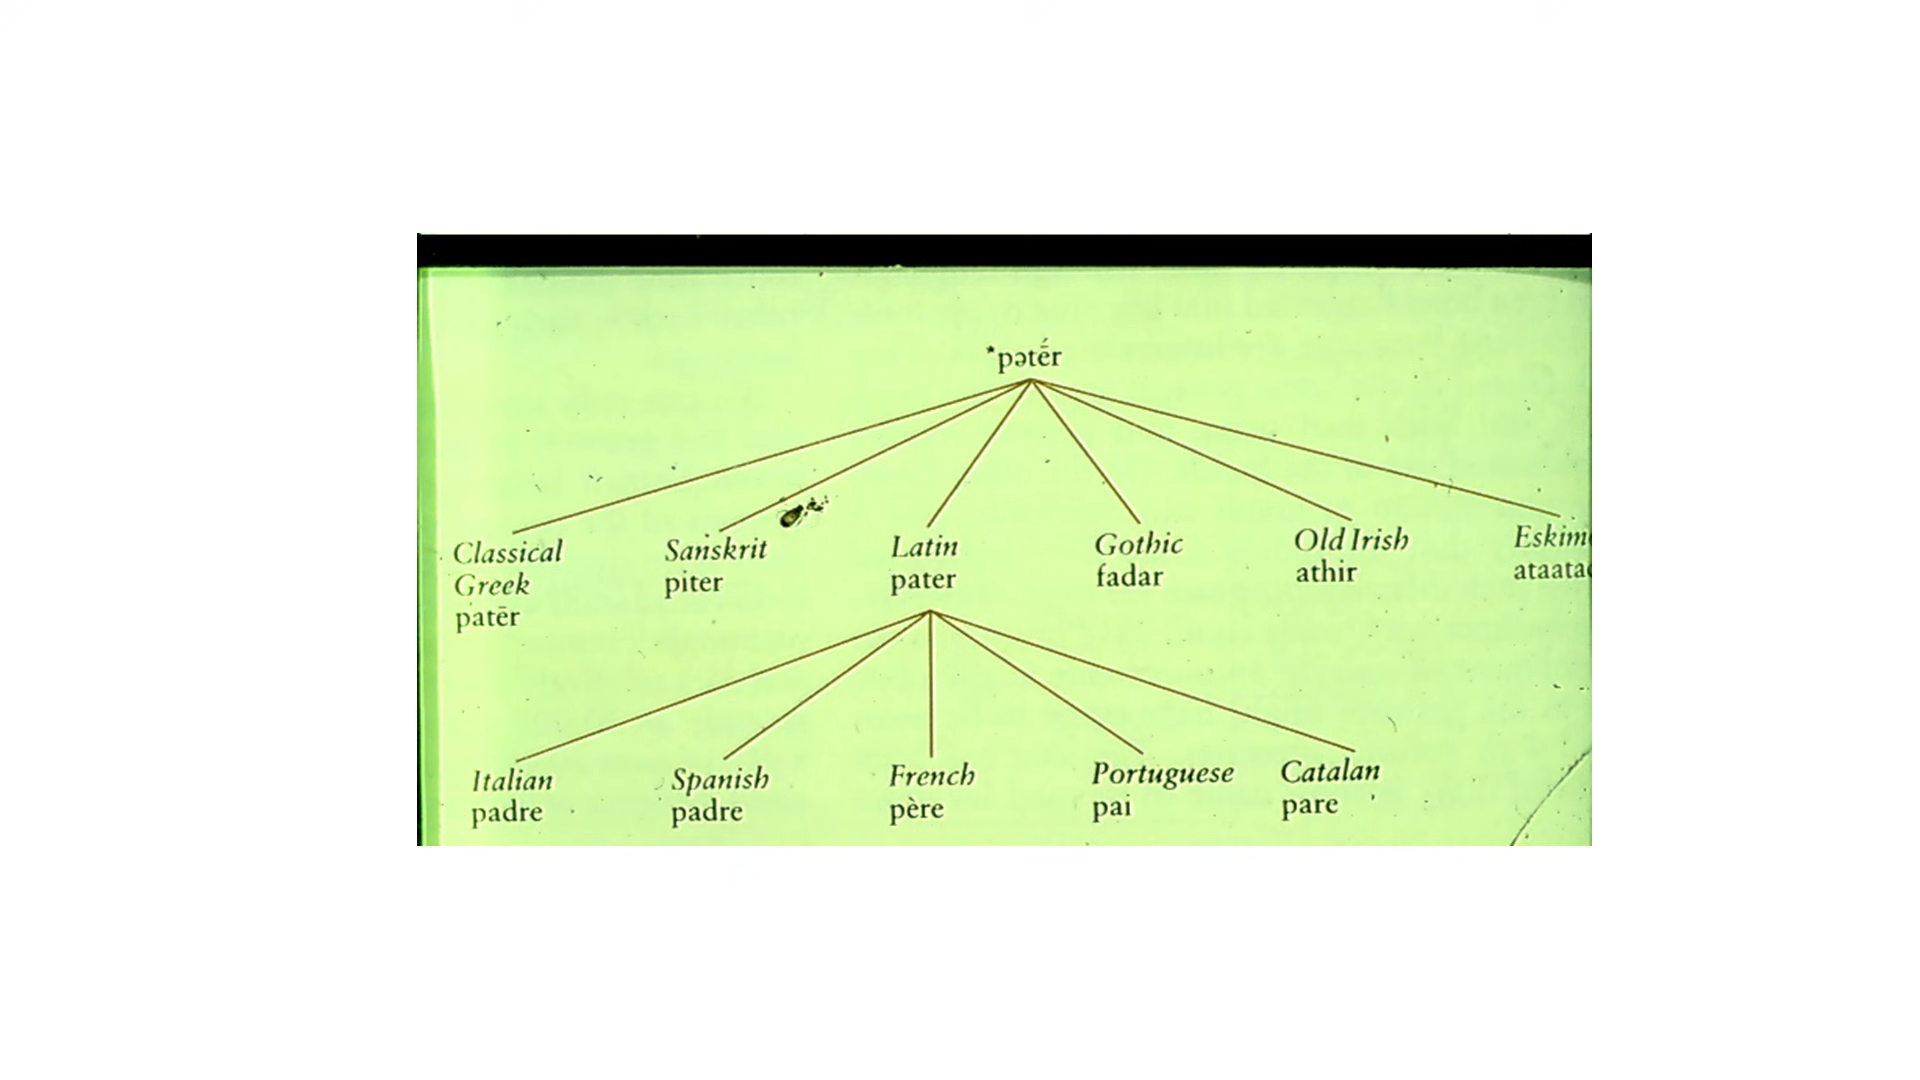 *pətḗr
Classical Greek
patēr
Sanskrit
piter
Latin
pater
Gothic
fadar
Old Irish
athir
Italian
padre
Spanish
padre
French
père
Portuguese
pai
Catalan
pare